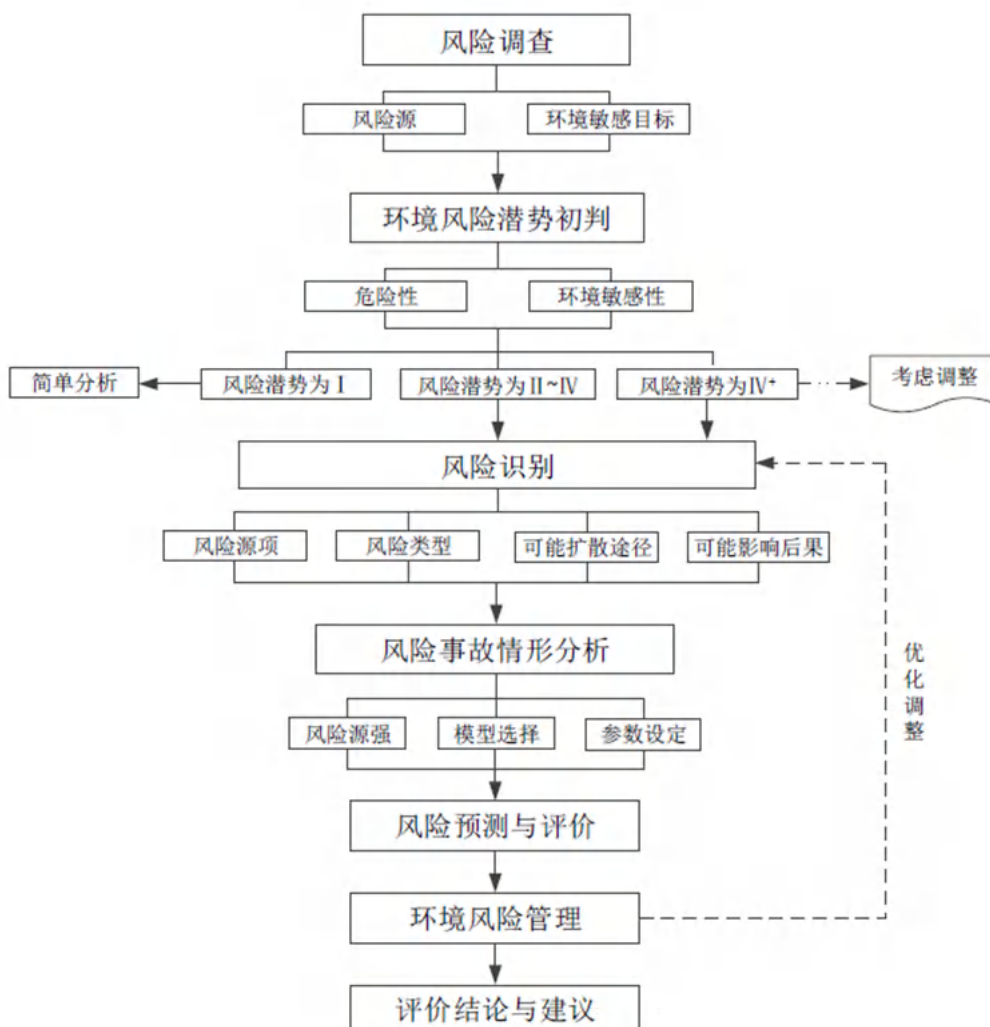 风险调查
风险源
环境敏感目标
环境风险潜势初判
危险性
环境敏感性
简单分析
风险潜势为Ⅰ
风险潜势为Ⅱ~Ⅳ
风险潜势为Ⅳ+
考虑调整
风险识别
风险源项
风险类型
可能扩散途径
可能影响后果
风险事故情形分析
优化调整
风险源强
模型选择
参数设定
风险预测与评价
环境风险管理
评价结论与建议